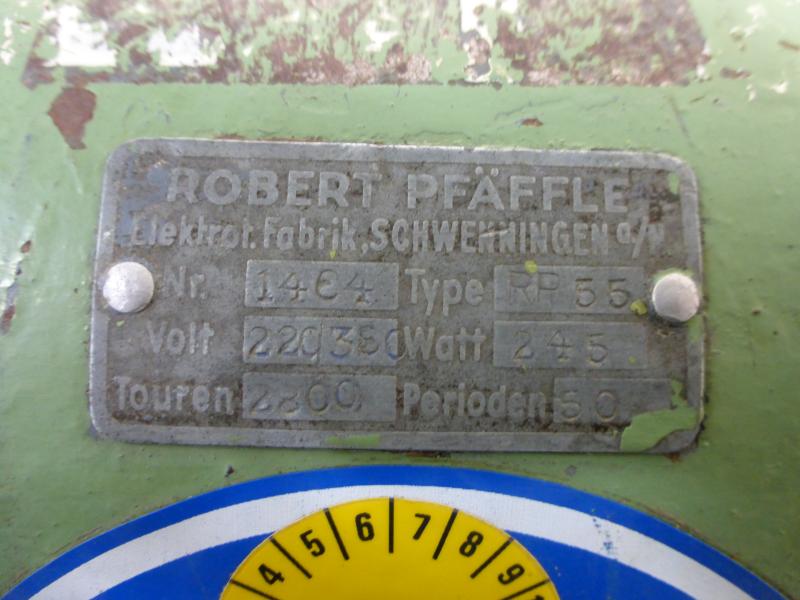 ROBERT PFÄFFLE
Elektrot. Fabrik, SCHWENNINGEN a/N
Nr. 1464 Type RP 55
Volt 220/380 Watt 245
Touren 2800 Perioden 50
4 5 6 7 8 9